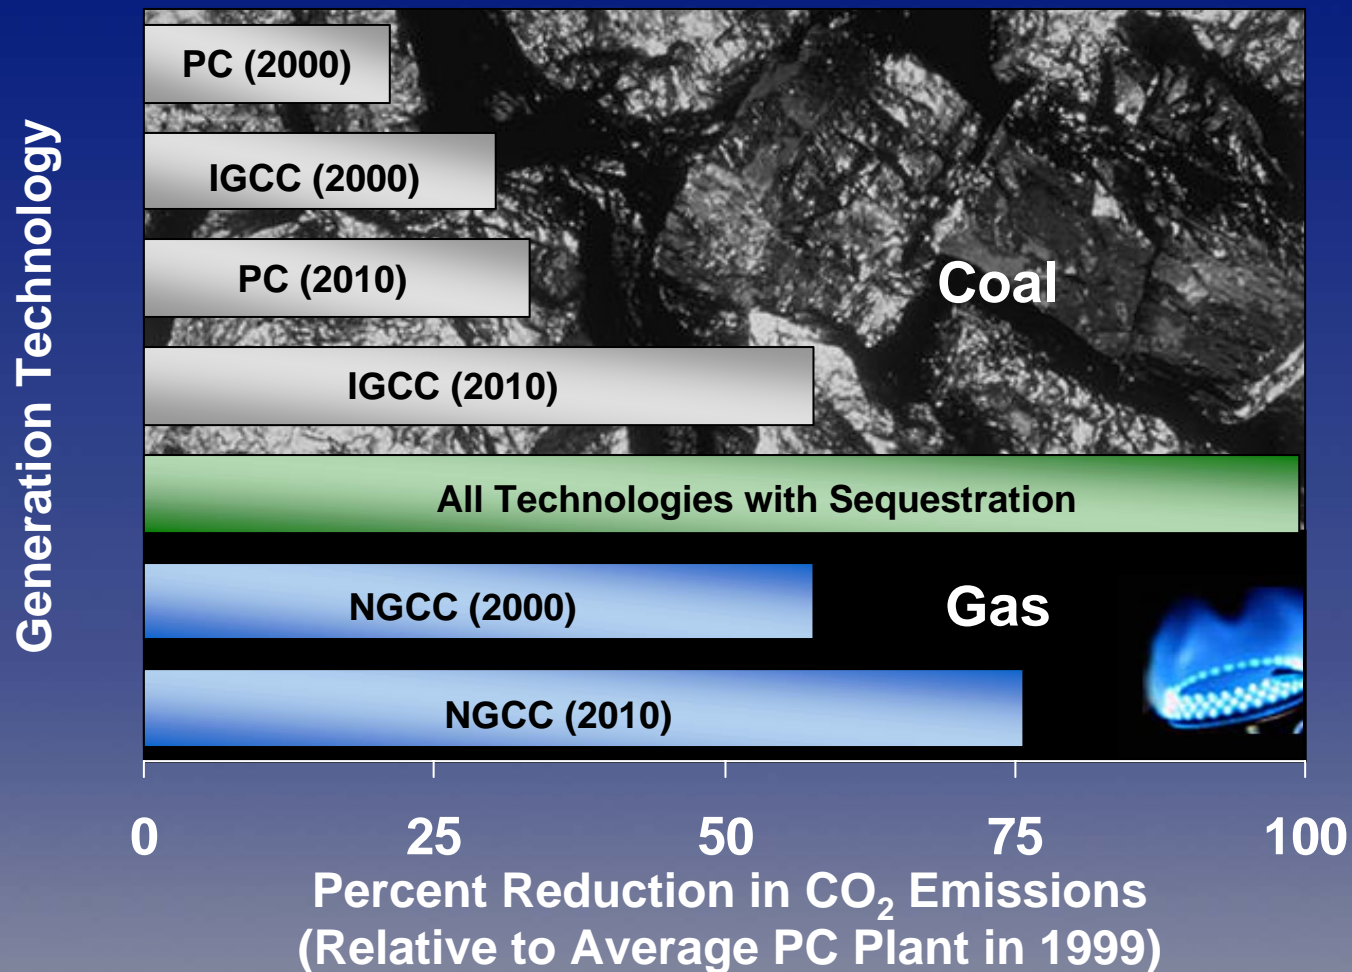 Generation Technology
PC (2000)
IGCC (2000)
PC (2010)
Coal
IGCC (2010)
All Technologies with Sequestration
NGCC (2000)
Gas
NGCC (2010)
0 25 50 75 100
Percent Reduction in CO₂ Emissions
(Relative to Average PC Plant in 1999)